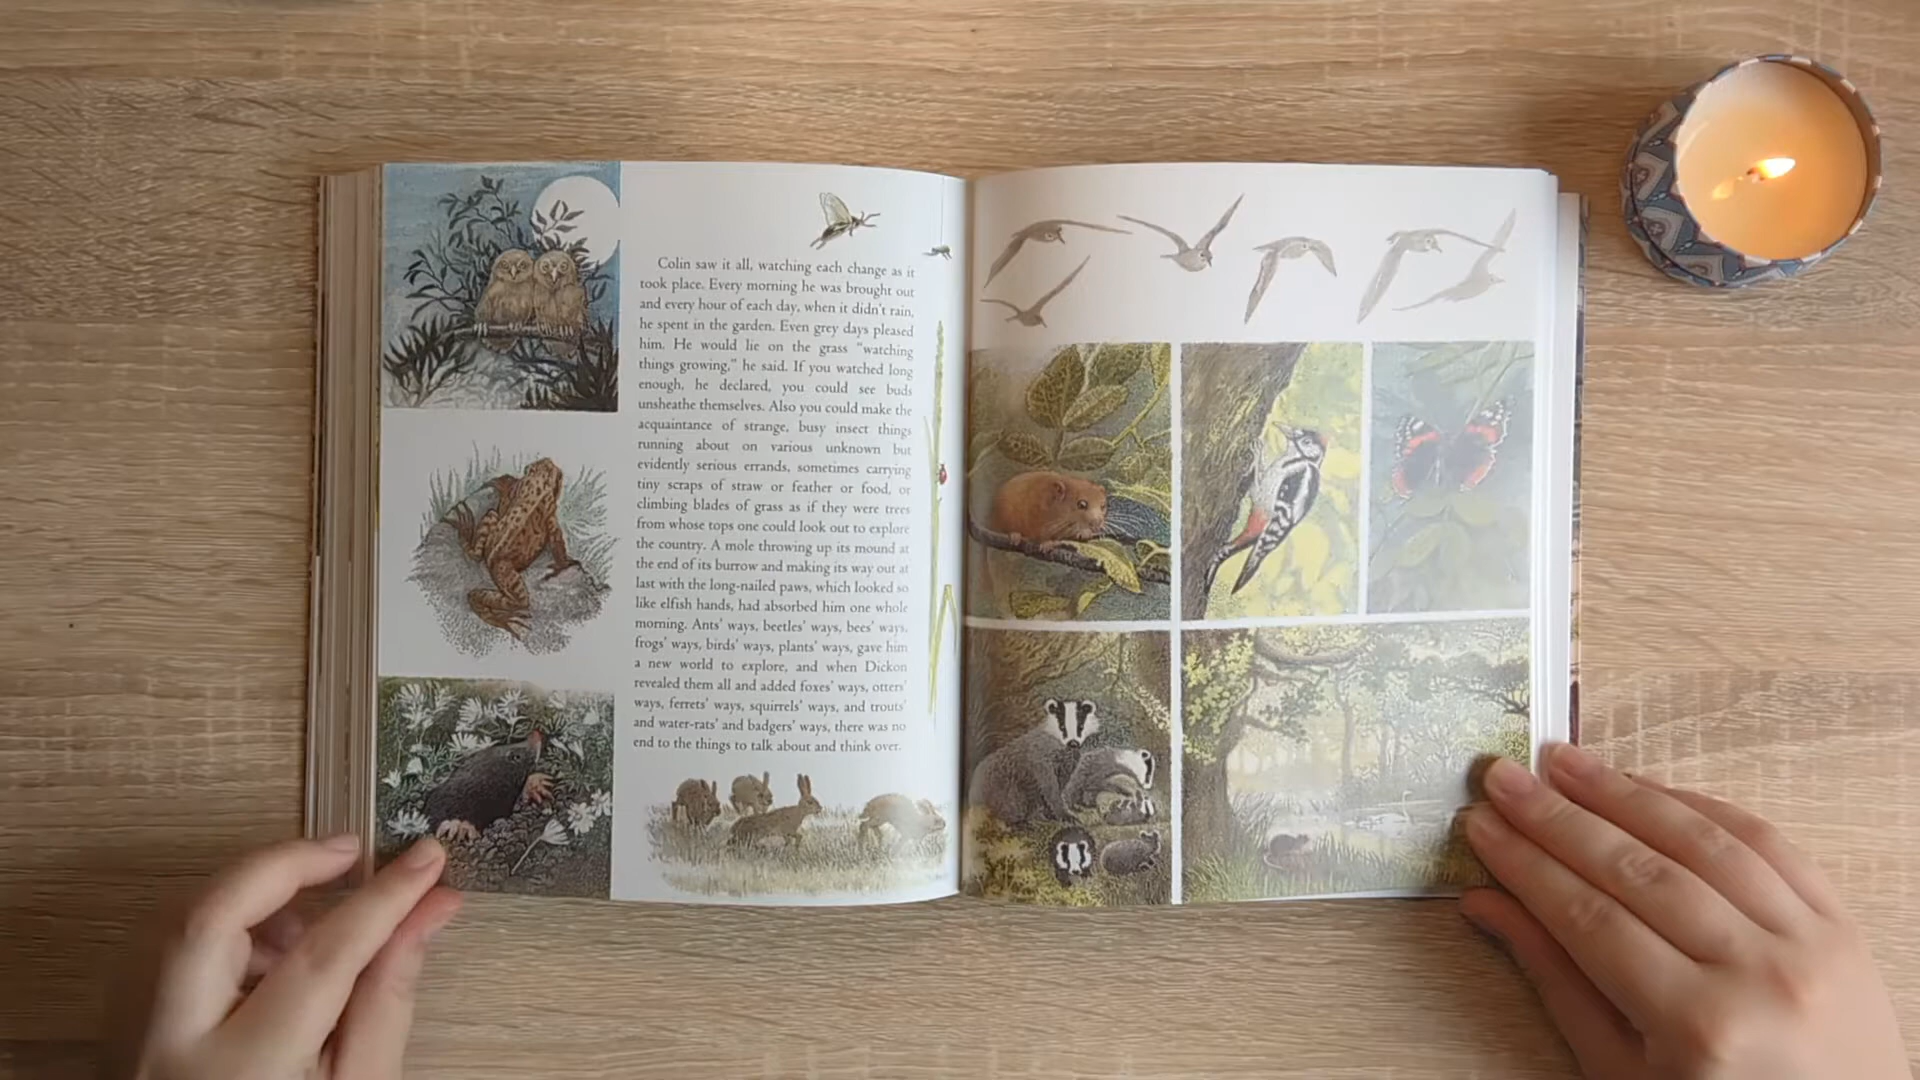 Colin saw it all, watching each change as it
took place. Every morning he was brought out
and every hour of each day, when it didn't rain,
he spent in the garden. Even grey days pleased
him. He would lie on the grass “watching
things growing,” he said. If you watched long
enough, he declared, you could see buds
unsheathe themselves. Also you could make the
acquaintance of strange, busy insect things
running about on various unknown but
evidently serious errands, sometimes carrying
tiny scraps of straw or feather or food, or
climbing blades of grass as if they were trees
from whose tops one could look out to explore
the country. A mole throwing up its mound at
the end of its burrow and making its way out at
last with the long-nailed paws, which looked so
like elfish hands, had absorbed him one whole
morning. Ants' ways, beetles' ways, bees' ways,
frogs' ways, birds' ways, plants' ways, gave him
a new world to explore, and when Dickon
revealed them all and added foxes' ways, otters'
ways, ferrets' ways, squirrels' ways, and trouts'
and water-rats' and badgers' ways, there was no
end to the things to talk about and think over.